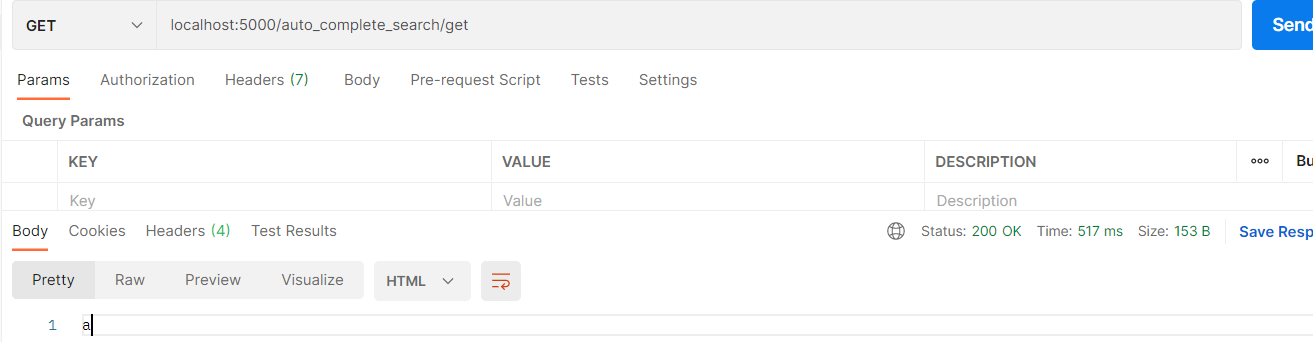 GET localhost:5000/auto_complete_search/get Send
Params Authorization Headers (7) Body Pre-request Script Tests Settings
Query Params
KEY VALUE DESCRIPTION ooo Bu
Key Value Description
Body Cookies Headers (4) Test Results Status: 200 OK Time: 517 ms Size: 153 B Save Resp
Pretty Raw Preview Visualize HTML
1 a